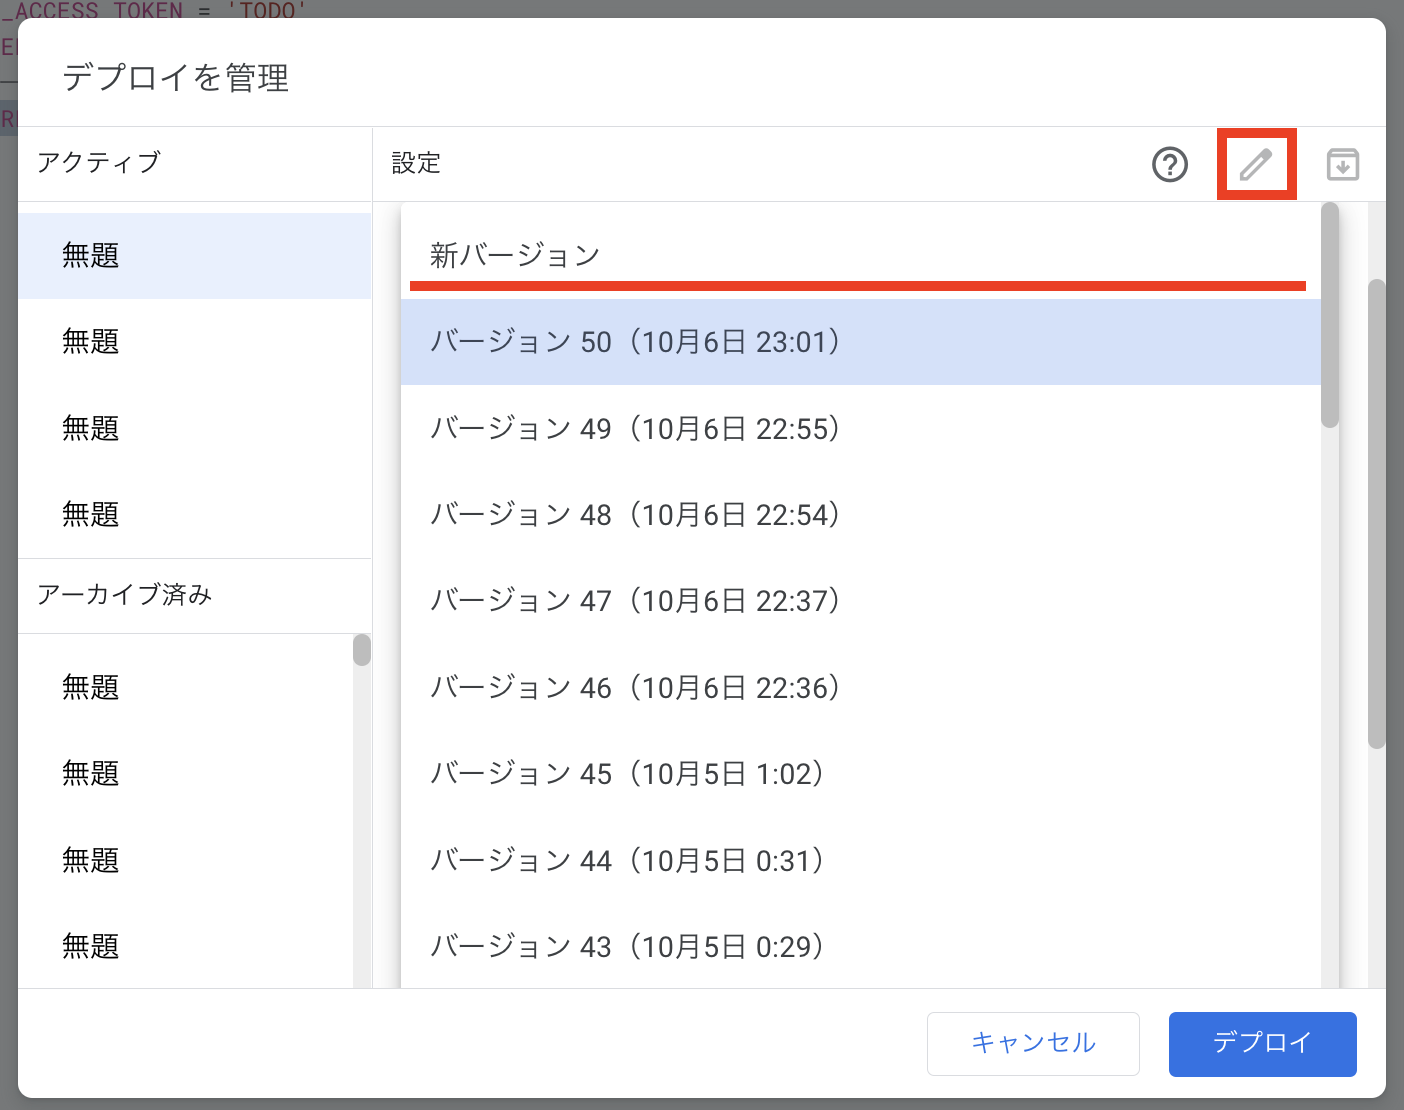 _ACCESS_TOKEN = 'TODO'
デプロイを管理
アクティブ
設定
無題
無題
無題
無題
アーカイブ済み
無題
無題
無題
無題
新バージョン
バージョン 50（10月6日 23:01）
バージョン 49（10月6日 22:55）
バージョン 48（10月6日 22:54）
バージョン 47（10月6日 22:37）
バージョン 46（10月6日 22:36）
バージョン 45（10月5日 1:02）
バージョン 44（10月5日 0:31）
バージョン 43（10月5日 0:29）
キャンセル
デプロイ